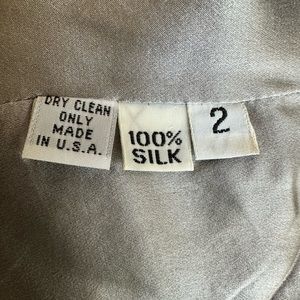 DRY CLEAN
ONLY
MADE
IN U.S.A.
100%
SILK
2